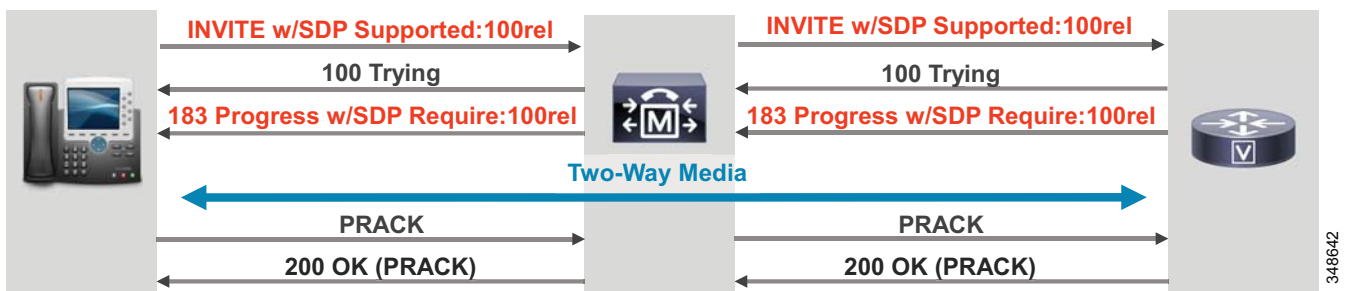 INVITE w/SDP Supported:100rel
INVITE w/SDP Supported:100rel
100 Trying
100 Trying
183 Progress w/SDP Require:100rel
183 Progress w/SDP Require:100rel
M
V
Two-Way Media
PRACK
PRACK
200 OK (PRACK)
200 OK (PRACK)
348642